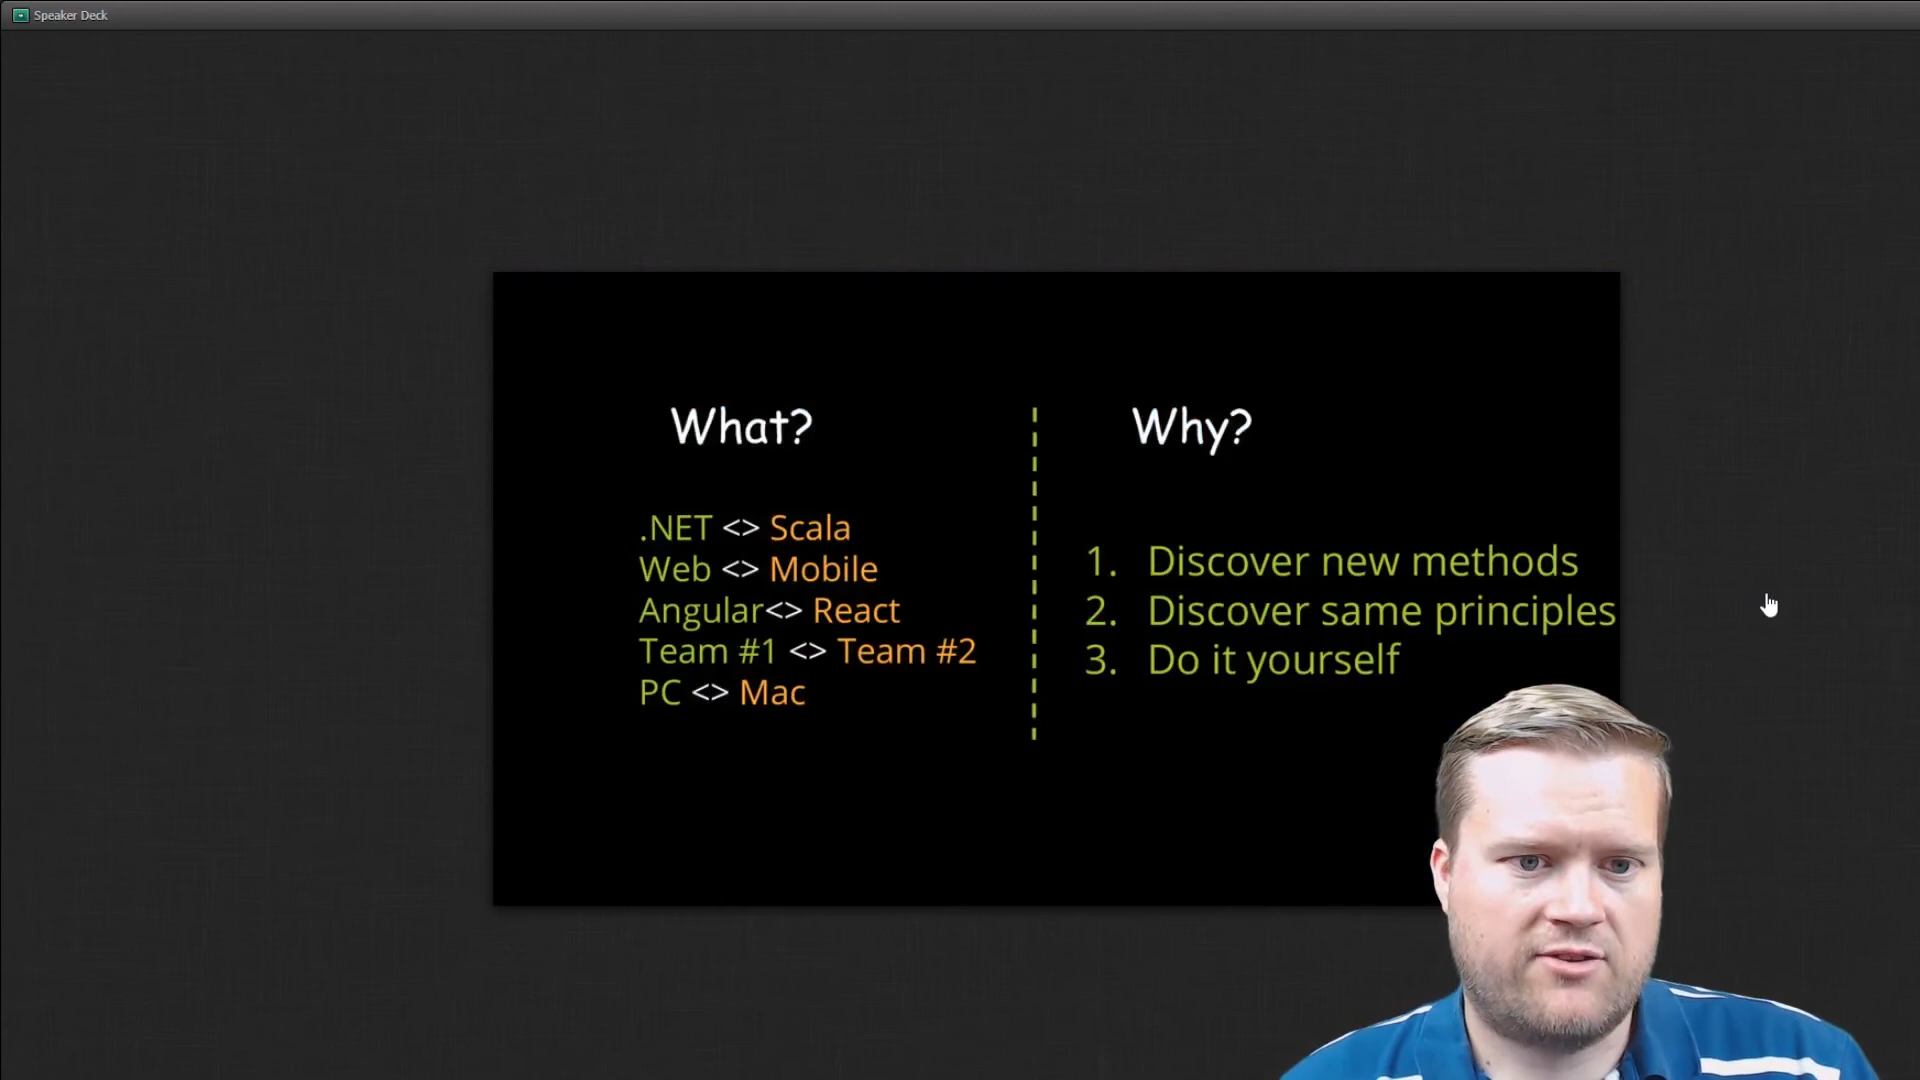 Speaker Deck
What?
.NET <> Scala
Web <> Mobile
Angular<> React
Team #1 <> Team #2
PC <> Mac
Why?
1. Discover new methods
2. Discover same principles
3. Do it yourself